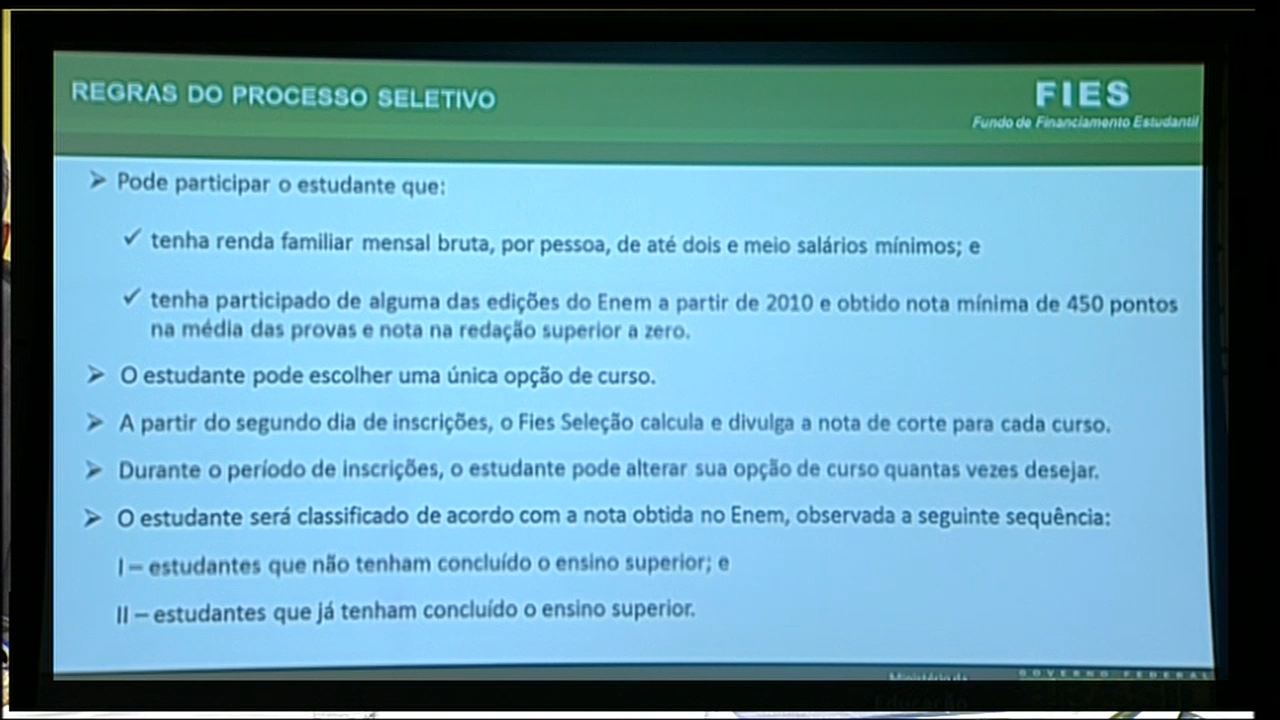 REGRAS DO PROCESSO SELETIVO
FIES
Fundo de Financiamento Estudantil
➢ Pode participar o estudante que:
✓ tenha renda familiar mensal bruta, por pessoa, de até dois e meio salários mínimos; e
✓ tenha participado de alguma das edições do Enem a partir de 2010 e obtido nota mínima de 450 pontos
na média das provas e nota na redação superior a zero.
➢ O estudante pode escolher uma única opção de curso.
➢ A partir do segundo dia de inscrições, o Fies Seleção calcula e divulga a nota de corte para cada curso.
➢ Durante o período de inscrições, o estudante pode alterar sua opção de curso quantas vezes desejar.
➢ O estudante será classificado de acordo com a nota obtida no Enem, observada a seguinte sequência:
I – estudantes que não tenham concluído o ensino superior; e
II – estudantes que já tenham concluído o ensino superior.
Ministério da
GOVERNO FEDERAL